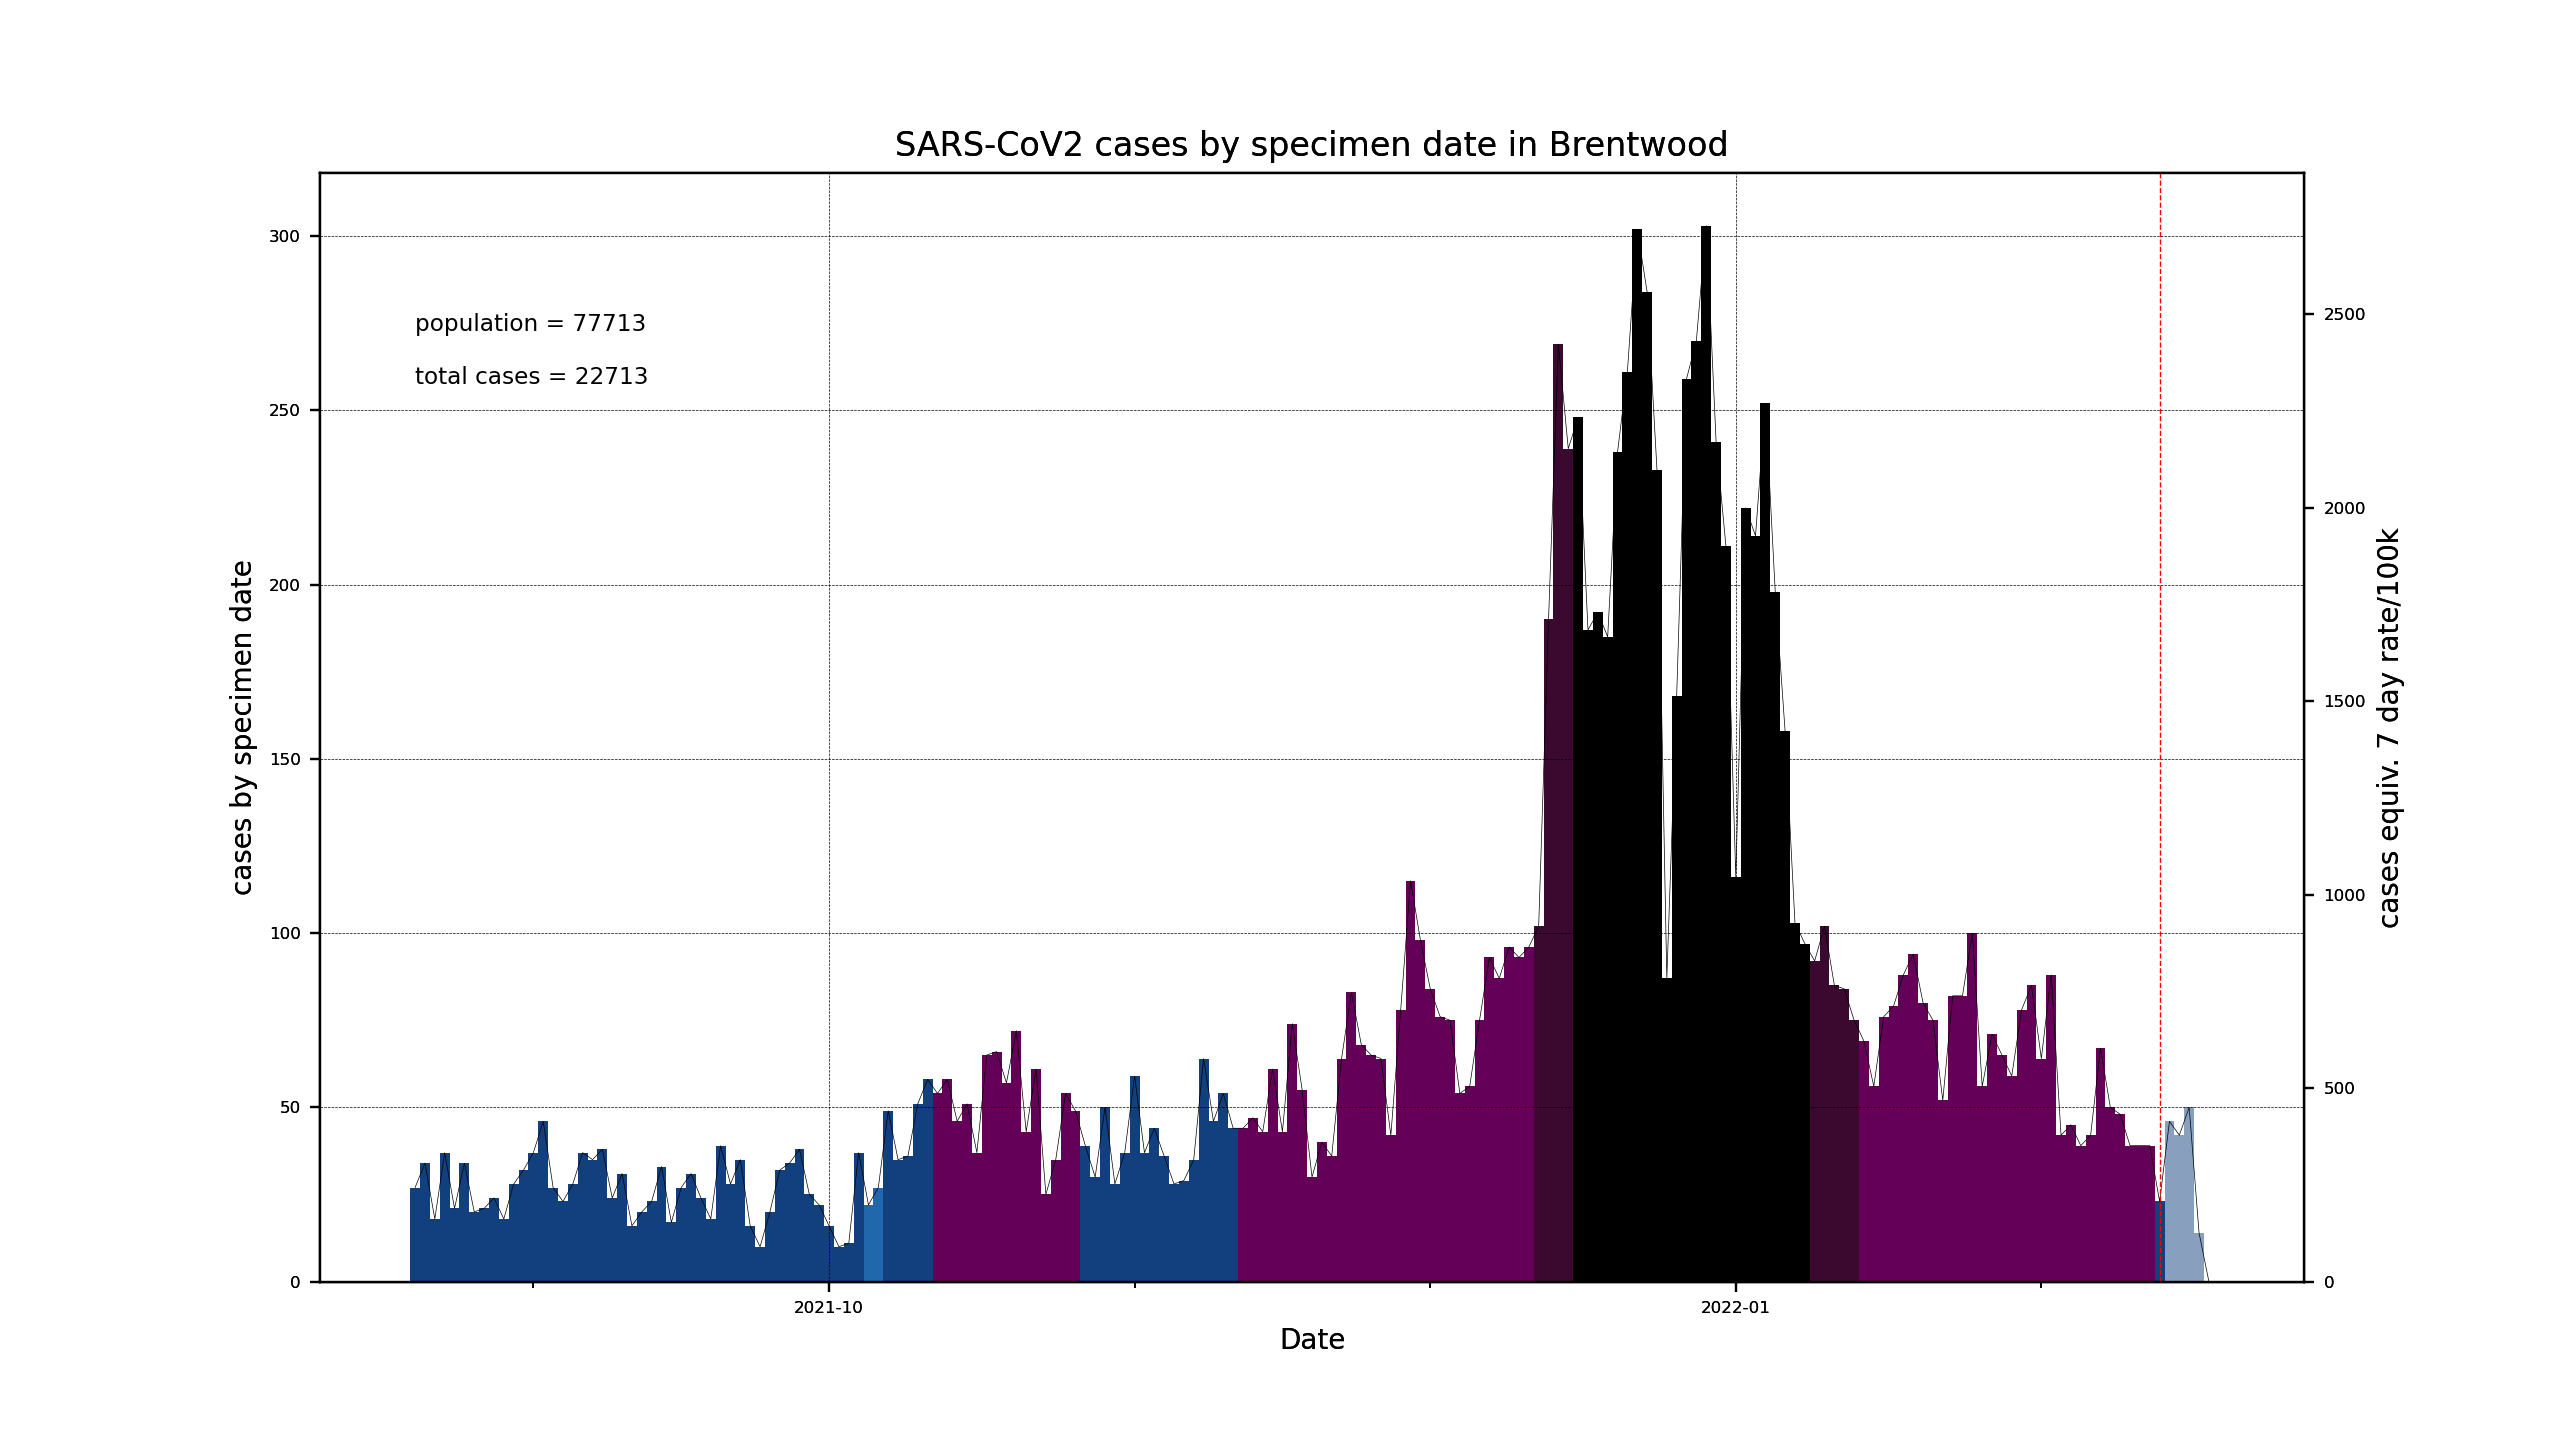 SARS-CoV2 cases by specimen date in Brentwood
population = 77713
total cases = 22713
cases by specimen date
300
250
200
150
100
50
0
2500
2000
1500
1000
500
0
cases equiv. 7 day rate/100k
2021-10
2022-01
Date